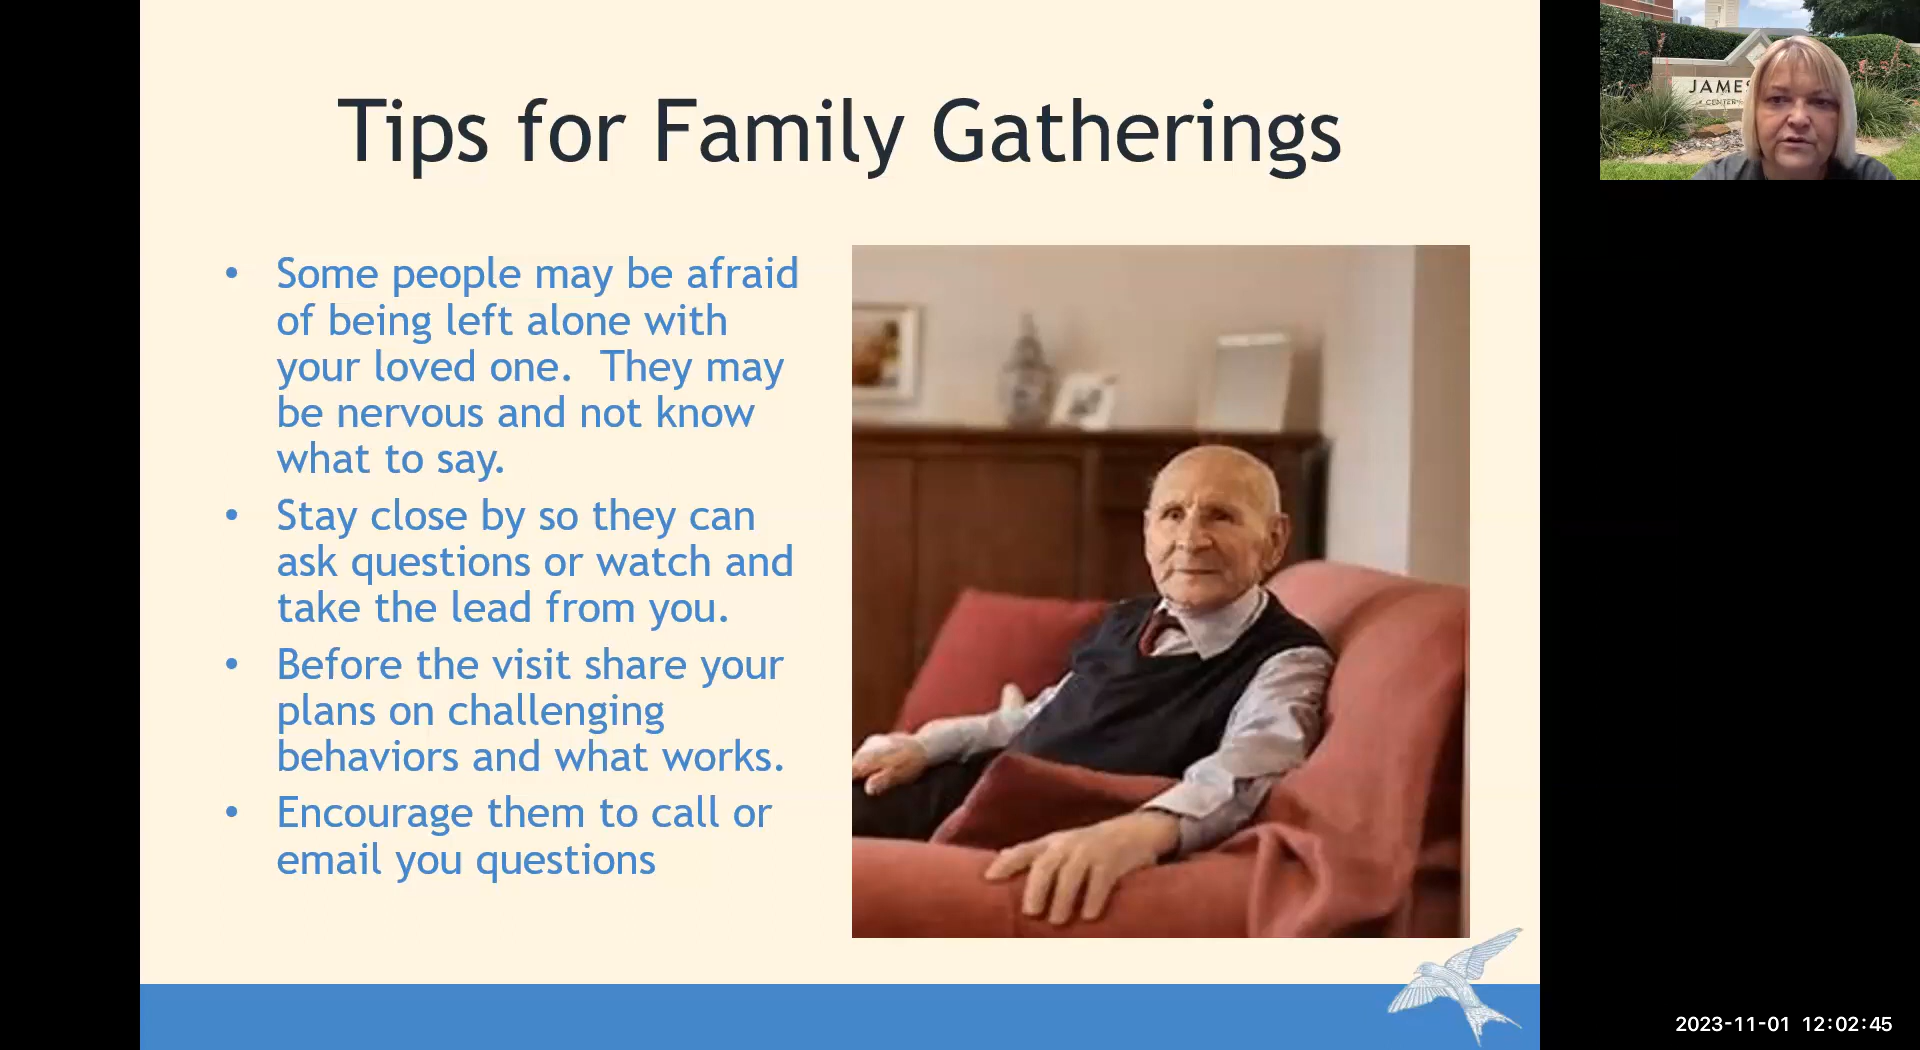 Tips for Family Gatherings
• Some people may be afraid
of being left alone with
your loved one.  They may
be nervous and not know
what to say.
• Stay close by so they can
ask questions or watch and
take the lead from you.
• Before the visit share your
plans on challenging
behaviors and what works.
• Encourage them to call or
email you questions
JAMES
CENTER
2023-11-01 12:02:45